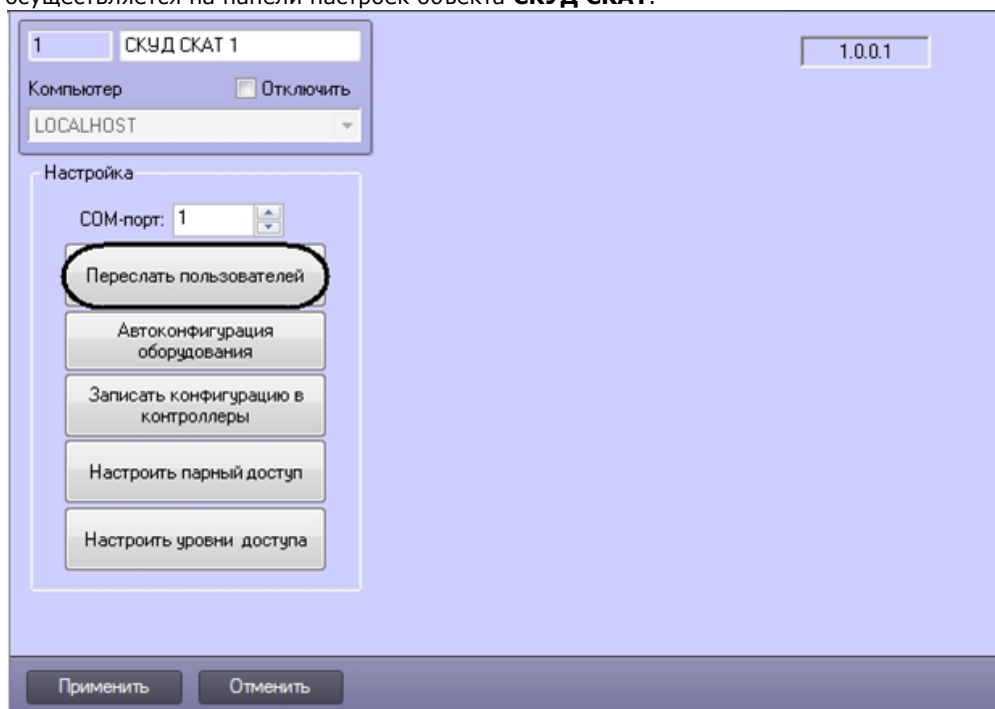 осуществляется на панели настроек объекта СКУД СКАТ.
1
СКУД СКАТ 1
1.0.0.1
Компьютер
Отключить
LOCALHOST
Настройка
COM-порт: 1
Переслать пользователей
Автоконфигурация
оборудования
Записать конфигурацию в
контроллеры
Настроить парный доступ
Настроить уровни доступа
Применить
Отменить